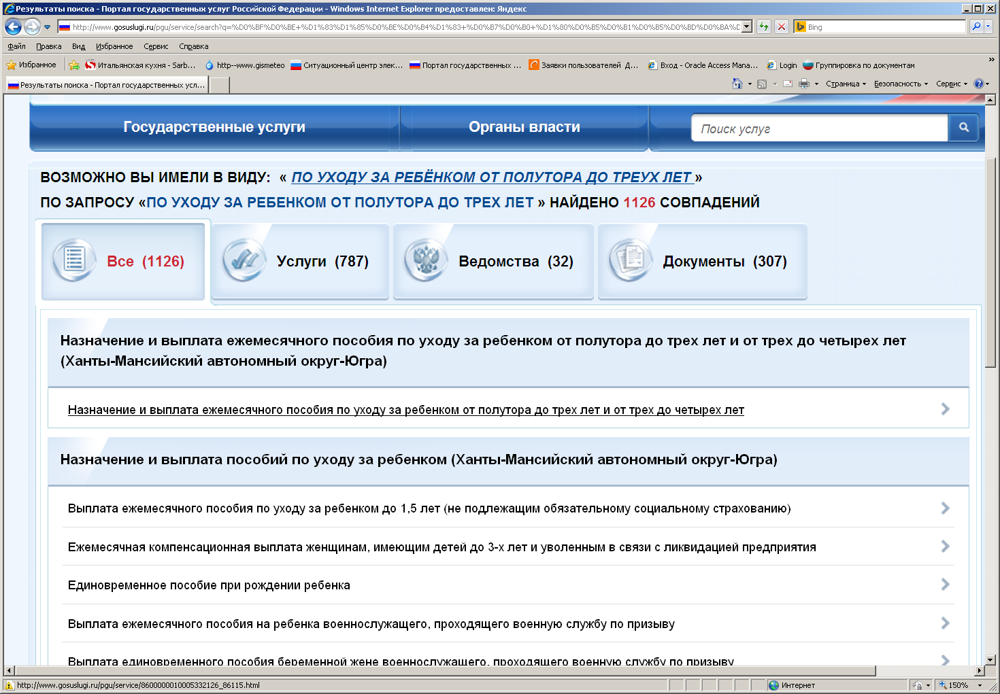 Результаты поиска - Портал государственных услуг Российской Федерации - Windows Internet Explorer предоставлен: Яндекс
http://www.gosuslugi.ru/pgu/service/search?q=%D0%BF%D0%BE+%D1%83%D1%85%D0%BE%D0%B4%D1%83+%D0%B7%D0%B0+%D1%80%D0%B5%D0%B1%D0%B5%D0%BD%D0%BA%D
Bing
Файл Правка Вид Избранное Сервис Справка
Избранное Итальянская кухня - Sarb... http--www.gismeteo Ситуационный центр элек... Портал государственных ... Заявки пользователей Д... Вход - Oracle Access Mana... Login Группировка по документам
Результаты поиска - Портал государственных усл... Страница Безопасность Сервис
Государственные услуги Органы власти Поиск услуг
ВОЗМОЖНО ВЫ ИМЕЛИ В ВИДУ: « ПО УХОДУ ЗА РЕБЁНКОМ ОТ ПОЛУТОРА ДО ТРЕУХ ЛЕТ »
ПО ЗАПРОСУ «ПО УХОДУ ЗА РЕБЕНКОМ ОТ ПОЛУТОРА ДО ТРЕХ ЛЕТ » НАЙДЕНО 1126 СОВПАДЕНИЙ
Все (1126) Услуги (787) Ведомства (32) Документы (307)
Назначение и выплата ежемесячного пособия по уходу за ребенком от полутора до трех лет и от трех до четырех лет
(Ханты-Мансийский автономный округ-Югра)
Назначение и выплата ежемесячного пособия по уходу за ребенком от полутора до трех лет и от трех до четырех лет
Назначение и выплата пособий по уходу за ребенком (Ханты-Мансийский автономный округ-Югра)
Выплата ежемесячного пособия по уходу за ребенком до 1,5 лет (не подлежащим обязательному социальному страхованию)
Ежемесячная компенсационная выплата женщинам, имеющим детей до 3-х лет и уволенным в связи с ликвидацией предприятия
Единовременное пособие при рождении ребенка
Выплата ежемесячного пособия на ребенка военнослужащего, проходящего военную службу по призыву
Выплата единовременного пособия беременной жене военнослужащего, проходящего военную службу по призыву
http://www.gosuslugi.ru/pgu/service/8600000010005332126_86115.html Интернет 150%